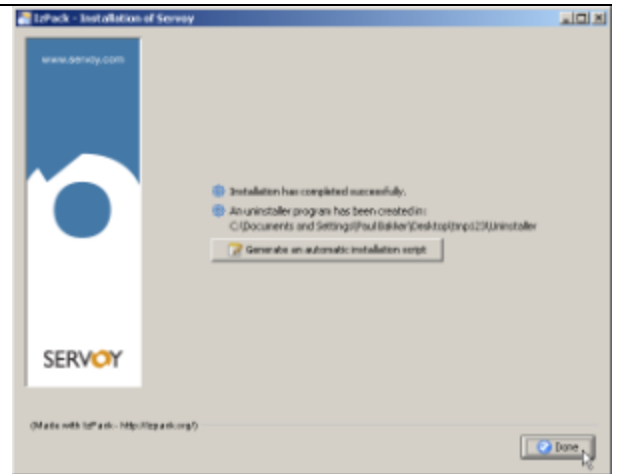 IzPack - Installation of Servoy
www.servoy.com
Installation has completed successfully.
An uninstaller program has been created in:
C:\Documents and Settings\Paul Bakker\Desktop\tmp123\Uninstaller
Generate an automatic installation script
SERVOY
(Made with IzPack - http://izpack.org/)
Done